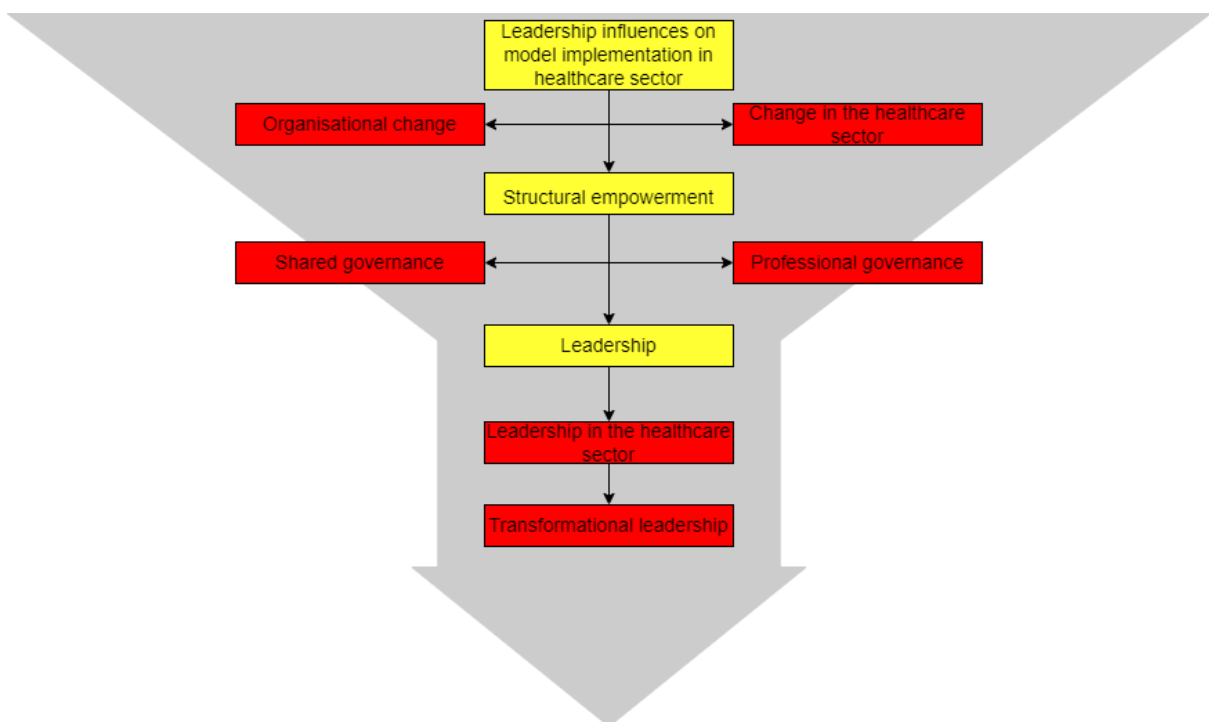 Leadership influences on
model implementation in
healthcare sector
Organisational change
Change in the healthcare
sector
Structural empowerment
Shared governance
Professional governance
Leadership
Leadership in the healthcare
sector
Transformational leadership